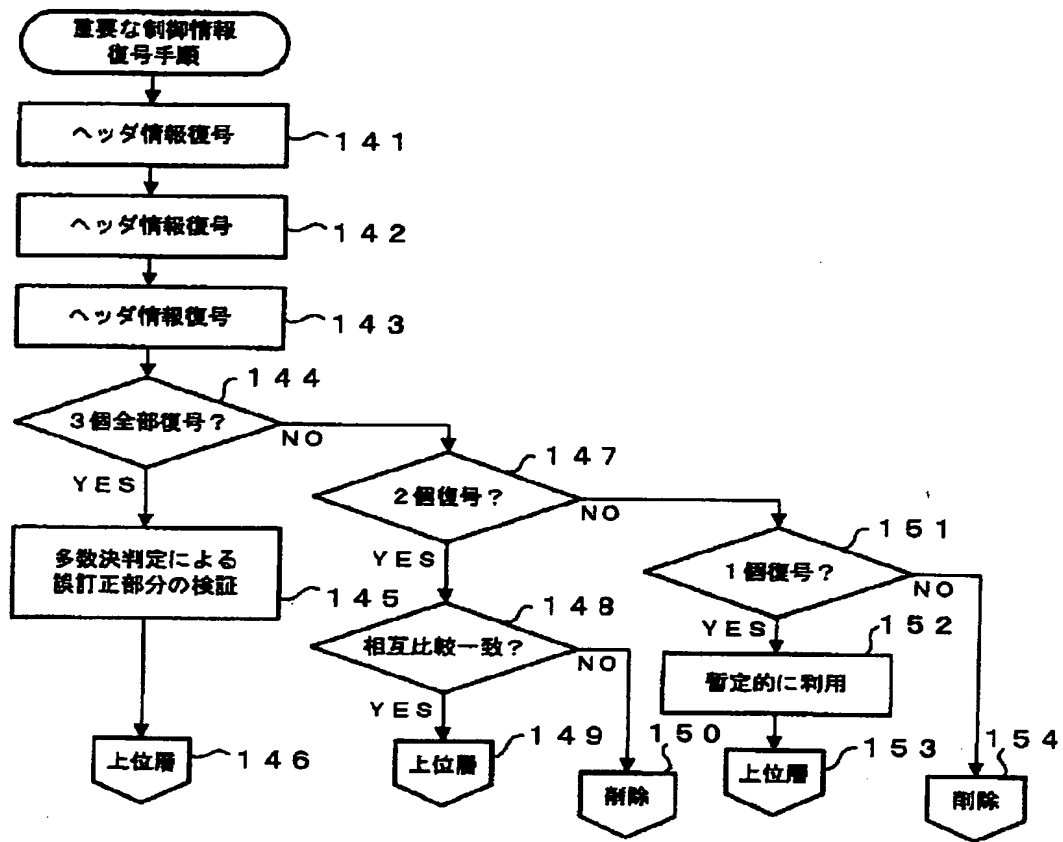 重要な制御情報
復号手順
ヘッダ情報復号
141
ヘッダ情報復号
142
ヘッダ情報復号
143
144
3個全部復号?
NO
YES
147
2個復号?
NO
YES
151
1個復号?
NO
YES
多数決判定による
誤訂正部分の検証
145
148
相互比較一致?
NO
YES
152
暫定的に利用
上位層
146
上位層
149
150
削除
上位層
153
154
削除